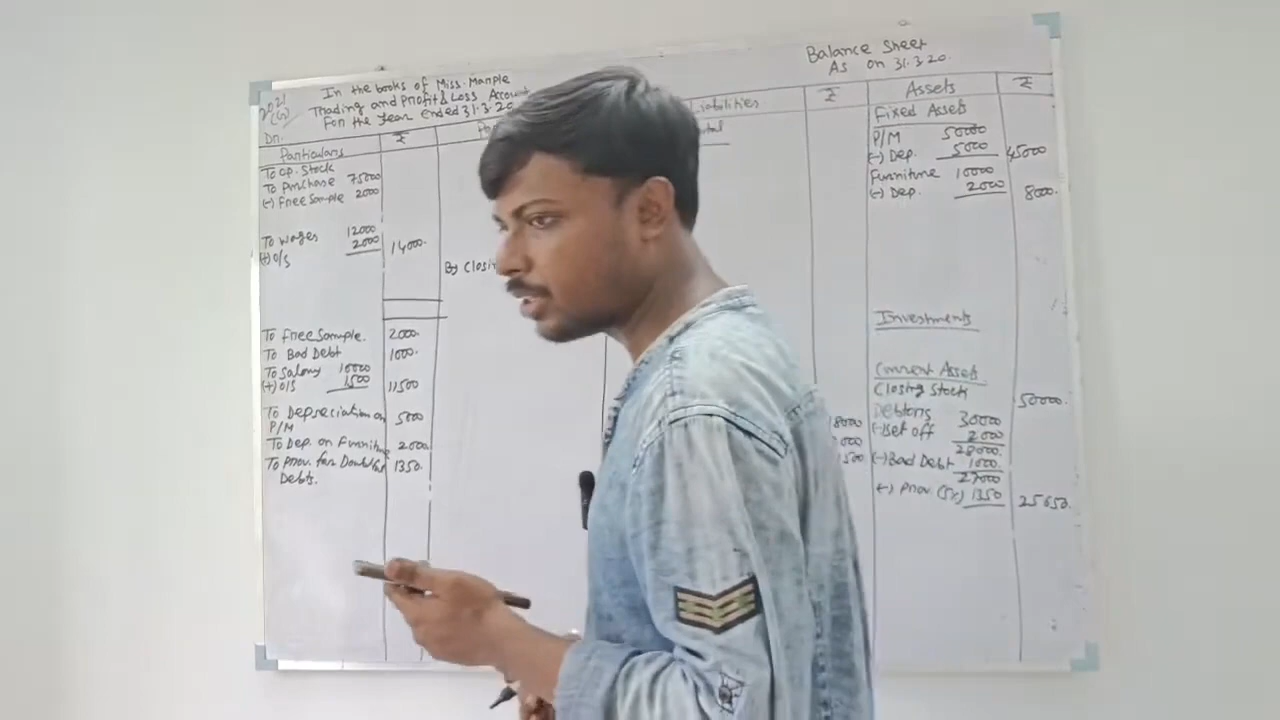 In the books of Miss. Marple
Trading and Profit & Loss Account
For the Year Ended 31.3.20
Dr.
Particulars
₹
To Op. Stock
To Purchase 75000
(-) Free Sample 2000
To Wages 12000
(+) O/S 2000 14000.
By Closi
To Free Sample. 2000.
To Bad Debt 1000.
To Salary 10000
(+) O/S 1500 11500
To Depreciation on 5000
P/M
To Dep. on Furniture 2000
To Prov. for Doubtful 1350.
Debts.
Balance Sheet
As on 31.3.20.
Liabilities
₹
Assets
₹
Fixed Assets
P/M 50000
(-) Dep. 5000 45000
Furniture 10000
(-) Dep. 2000 8000.
Investments
Current Assets
Closing Stock 50000.
Debtors 30000
(-) Set off 2000
28000
(-) Bad Debt 1000.
27000
(-) Prov. (5%) 1350 25650.